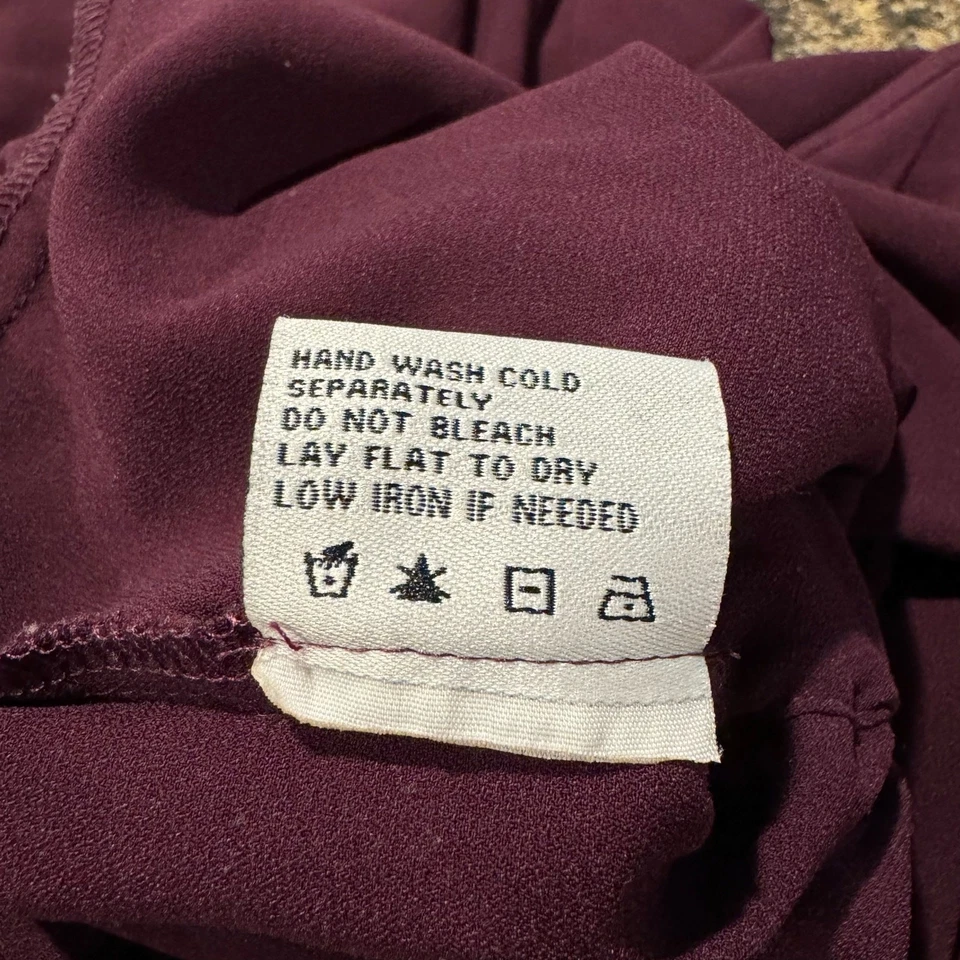 HAND WASH COLD
SEPARATELY
DO NOT BLEACH
LAY FLAT TO DRY
LOW IRON IF NEEDED